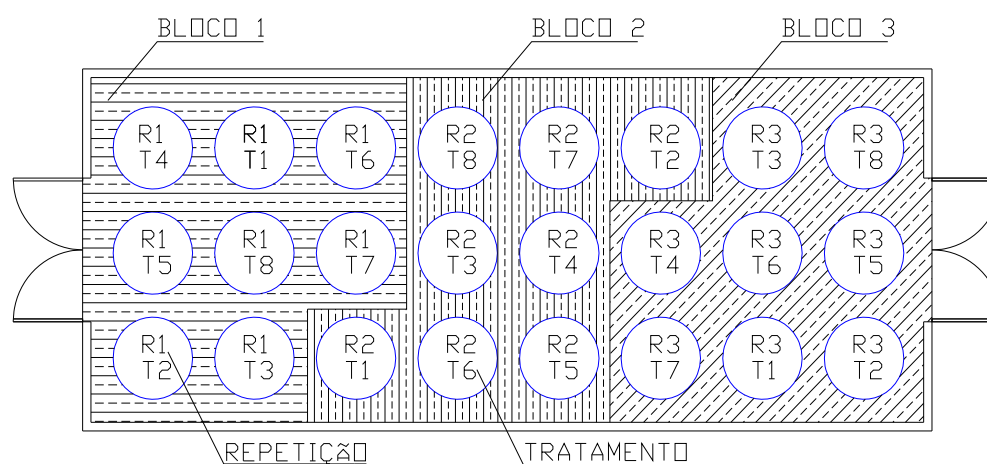 BLOCO 1
BLOCO 2
BLOCO 3
R1
T4
R1
T1
R1
T6
R2
T8
R2
T7
R2
T2
R3
T3
R3
T8
R1
T5
R1
T8
R1
T7
R2
T3
R2
T4
R3
T4
R3
T6
R3
T5
R1
T2
R1
T3
R2
T1
R2
T6
R2
T5
R3
T7
R3
T1
R3
T2
REPETIÇÃO
TRATAMENTO